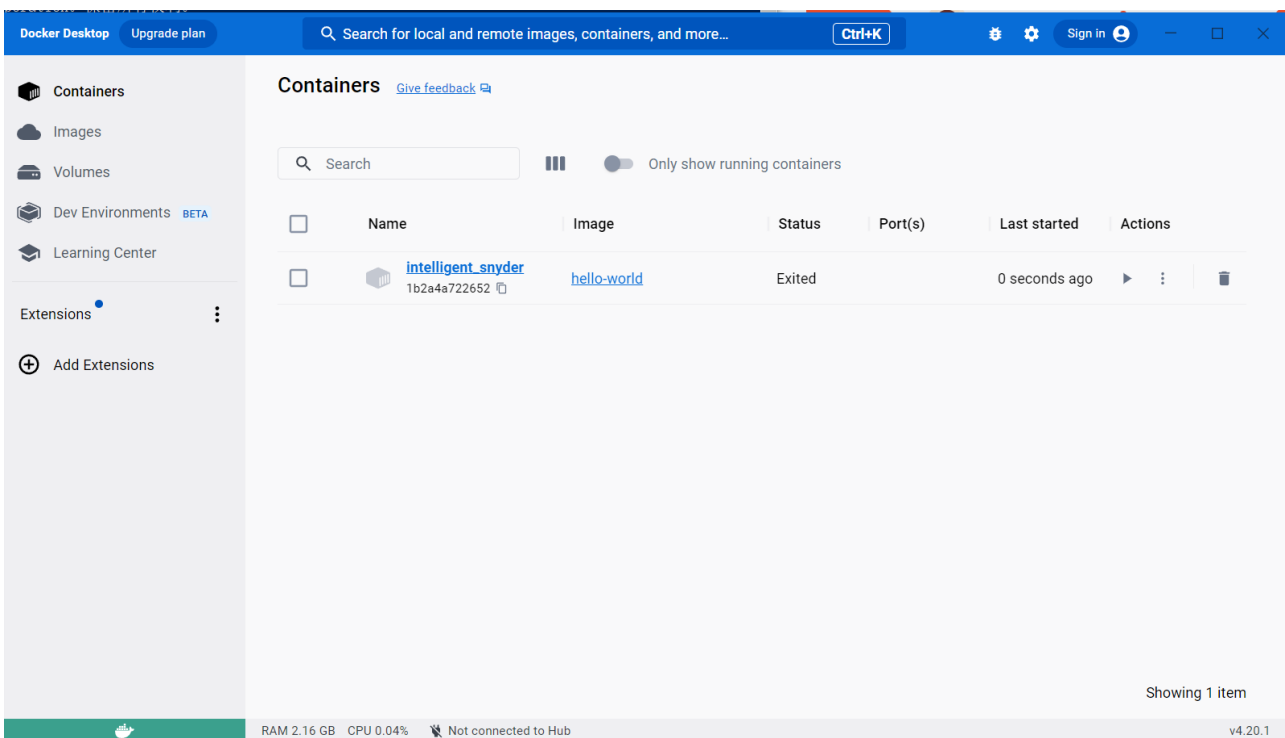 Docker Desktop Upgrade plan Search for local and remote images, containers, and more... Ctrl+K Sign in
Containers
Images
Volumes
Dev Environments BETA
Learning Center
Extensions
Add Extensions
Containers Give feedback
Search Only show running containers
Name Image Status Port(s) Last started Actions
intelligent_snyder hello-world Exited 0 seconds ago
1b2a4a722652
Showing 1 item
RAM 2.16 GB CPU 0.04% Not connected to Hub v4.20.1